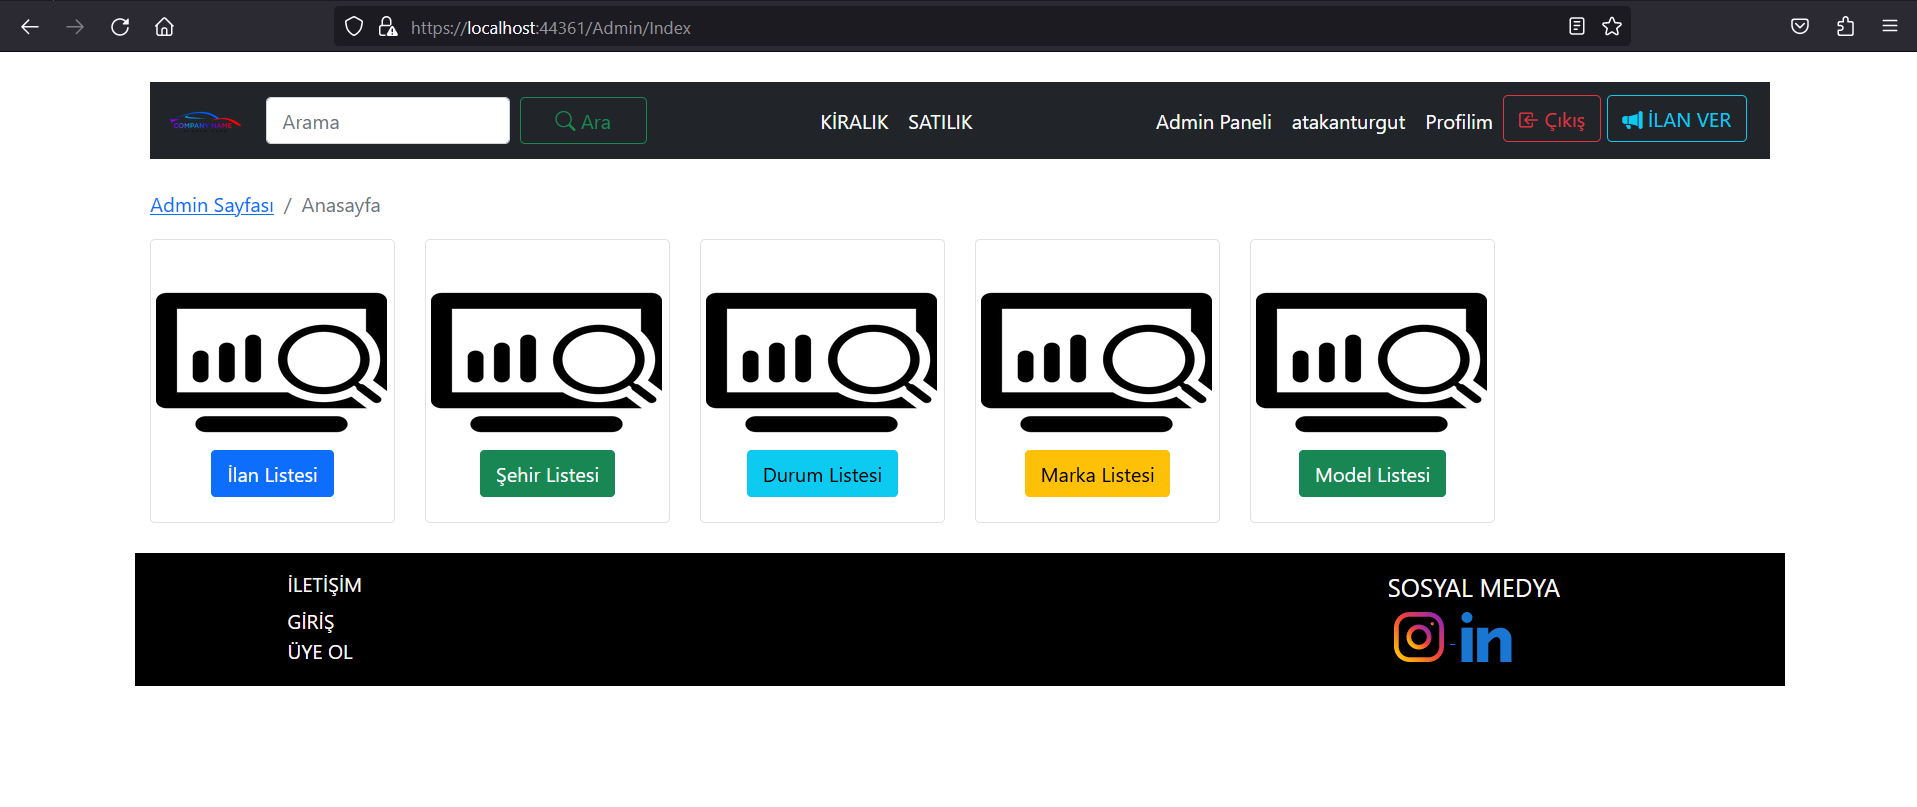 https://localhost:44361/Admin/Index
COMPANY NAME
Arama
Ara
KİRALIK
SATILIK
Admin Paneli
atakanturgut
Profilim
Çıkış
İLAN VER
Admin Sayfası / Anasayfa
İlan Listesi
Şehir Listesi
Durum Listesi
Marka Listesi
Model Listesi
İLETİŞİM
GİRİŞ
ÜYE OL
SOSYAL MEDYA
in